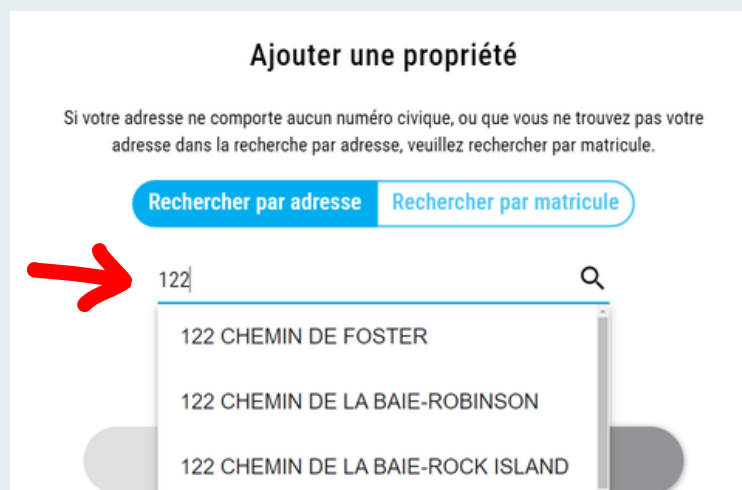 Ajouter une propriété
Si votre adresse ne comporte aucun numéro civique, ou que vous ne trouvez pas votre
adresse dans la recherche par adresse, veuillez rechercher par matricule.
Rechercher par adresse Rechercher par matricule
122
122 CHEMIN DE FOSTER
122 CHEMIN DE LA BAIE-ROBINSON
122 CHEMIN DE LA BAIE-ROCK ISLAND